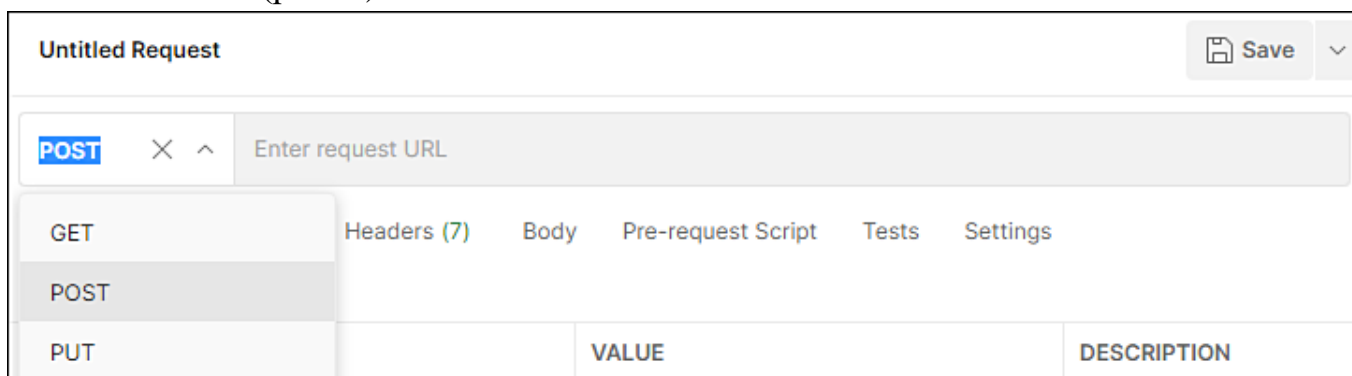 Untitled Request
Save
POST
Enter request URL
GET
Headers (7) Body Pre-request Script Tests Settings
POST
PUT
VALUE
DESCRIPTION